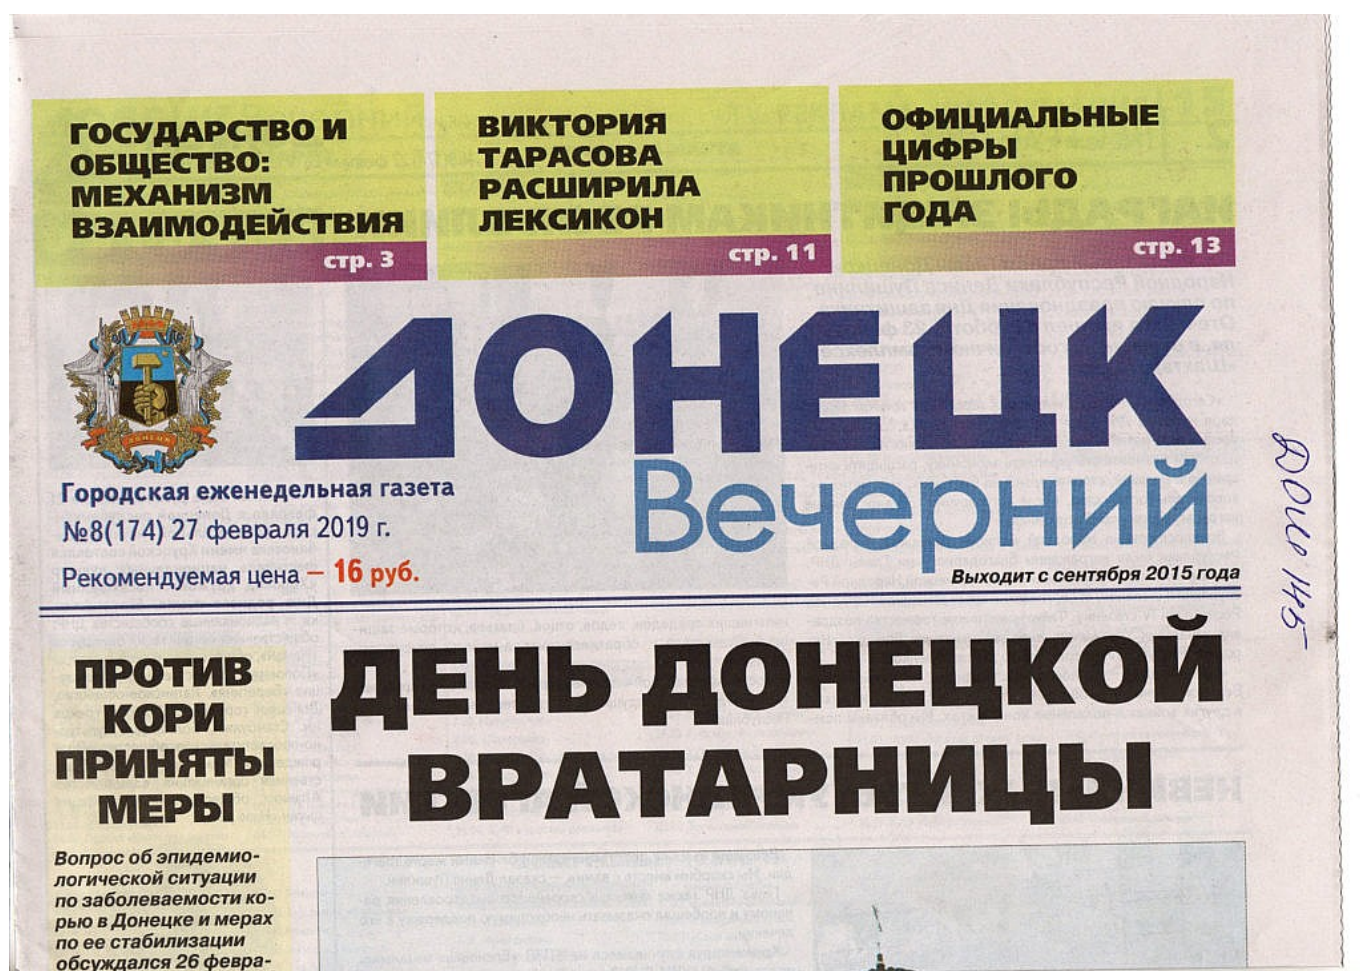 ГОСУДАРСТВО И
ОБЩЕСТВО:
МЕХАНИЗМ
ВЗАИМОДЕЙСТВИЯ
стр. 3
ВИКТОРИЯ
ТАРАСОВА
РАСШИРИЛА
ЛЕКСИКОН
стр. 11
ОФИЦИАЛЬНЫЕ
ЦИФРЫ
ПРОШЛОГО
ГОДА
стр. 13
ДОНЕЦК
Вечерний
ДОНЕЦК
Городская еженедельная газета
№8(174) 27 февраля 2019 г.
Рекомендуемая цена – 16 руб.
Выходит с сентября 2015 года
ПРОТИВ
КОРИ
ПРИНЯТЫ
МЕРЫ
Вопрос об эпидемио-
логической ситуации
по заболеваемости ко-
рью в Донецке и мерах
по ее стабилизации
обсуждался 26 февра-
ДЕНЬ ДОНЕЦКОЙ
ВРАТАРНИЦЫ
145